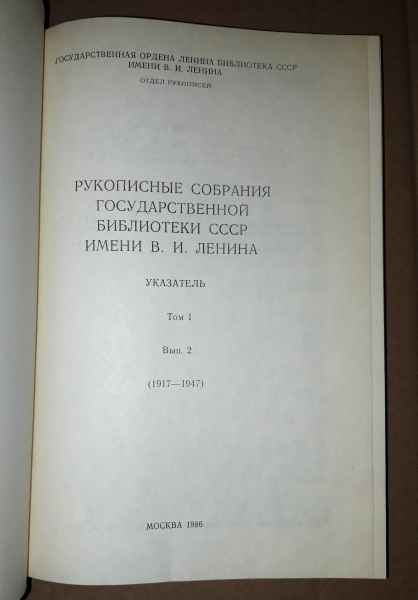 ГОСУДАРСТВЕННАЯ ОРДЕНА ЛЕНИНА БИБЛИОТЕКА СССР
ИМЕНИ В. И. ЛЕНИНА
ОТДЕЛ РУКОПИСЕЙ
РУКОПИСНЫЕ СОБРАНИЯ
ГОСУДАРСТВЕННОЙ
БИБЛИОТЕКИ СССР
ИМЕНИ В. И. ЛЕНИНА
УКАЗАТЕЛЬ
Том 1
Вып. 2
(1917—1947)
МОСКВА 1986